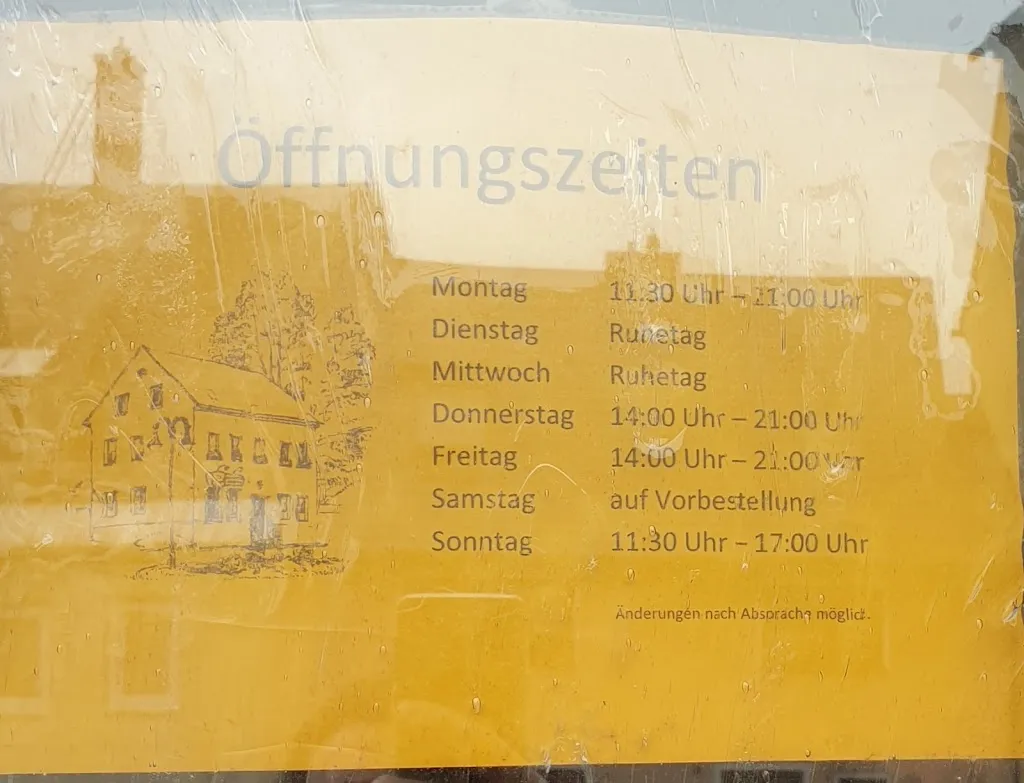 Öffnungszeiten
Montag 11:30 Uhr – 21:00 Uhr
Dienstag Ruhetag
Mittwoch Ruhetag
Donnerstag 14:00 Uhr – 21:00 Uhr
Freitag 14:00 Uhr – 21:00 Uhr
Samstag auf Vorbestellung
Sonntag 11:30 Uhr – 17:00 Uhr
Änderungen nach Absprache möglich.